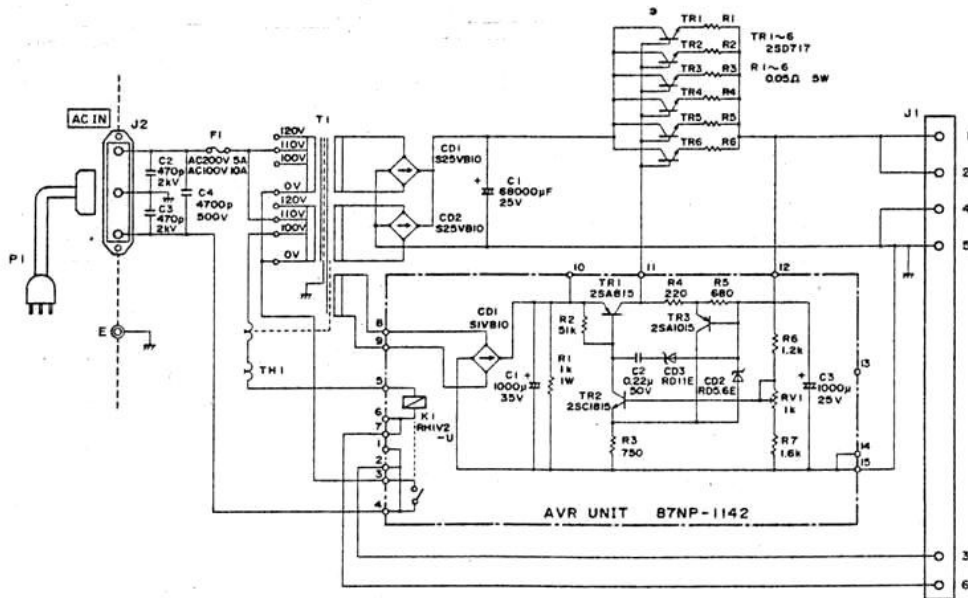 TR1 R1
TR2 R2
TR3 R3
TR4 R4
TR5 R5
TR6 R6
TR1~6
2SD717
R1~6
0.05Ω 5W
AC IN
J2
F1
AC200V 5A
AC100V 10A
C2
470p
2kV
C3
470p
2kV
C4
4700p
500V
P1
E
T1
120V
110V
100V
0V
120V
110V
100V
0V
TH1
CD1
S25VB10
CD2
S25VB10
C1
68000μF
25V
+
J1
1
2
4
5
3
6
10
11
12
13
14
15
8
9
5
6
7
1
2
3
4
K1
RH1V2
-U
CD1
S1VB10
C1 +
1000μ
35V
R2
51k
R1
1k
1W
TR1
2SA815
R4
220
R5
680
TR3
2SA1015
C2
0.22μ
50V
CD3
RD11E
CD2
RD5.6E
TR2
2SC1815
R3
750
R6
1.2k
RV1
1k
R7
1.6k
+ C3
1000μ
25V
AVR UNIT 87NP-1142